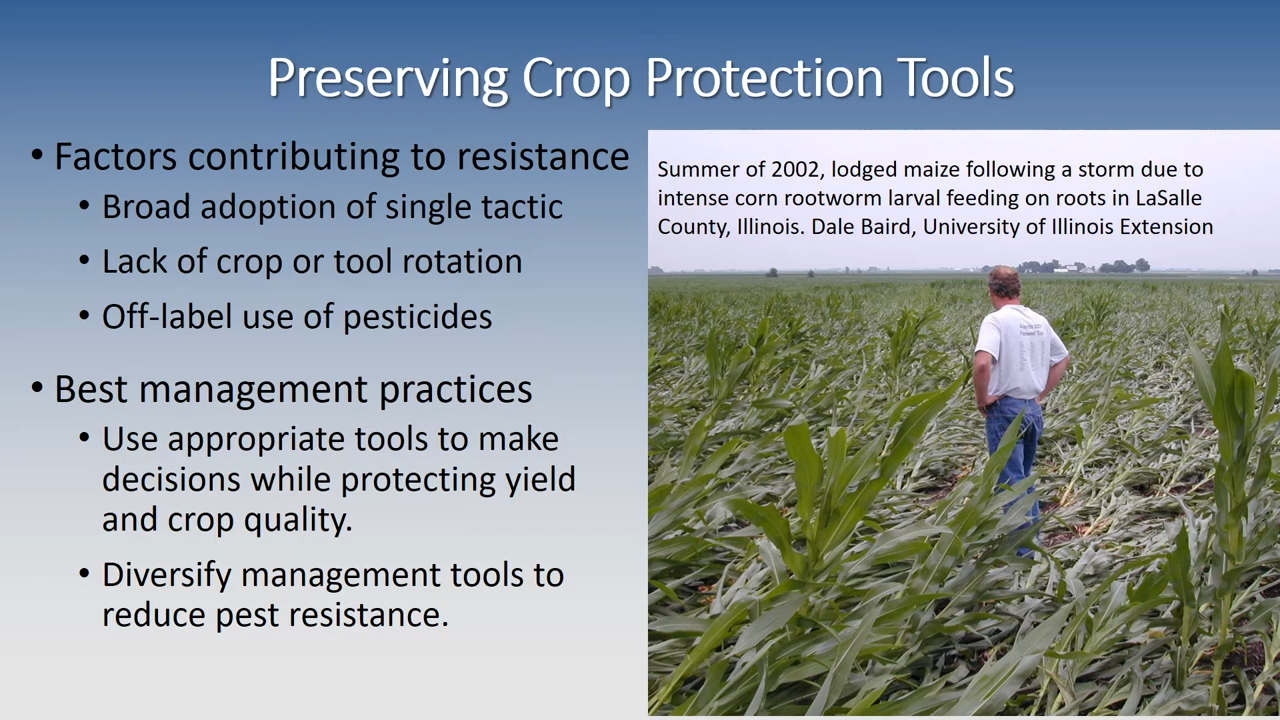 Preserving Crop Protection Tools
• Factors contributing to resistance
• Broad adoption of single tactic
• Lack of crop or tool rotation
• Off-label use of pesticides
• Best management practices
• Use appropriate tools to make
decisions while protecting yield
and crop quality.
• Diversify management tools to
reduce pest resistance.
Summer of 2002, lodged maize following a storm due to
intense corn rootworm larval feeding on roots in LaSalle
County, Illinois. Dale Baird, University of Illinois Extension